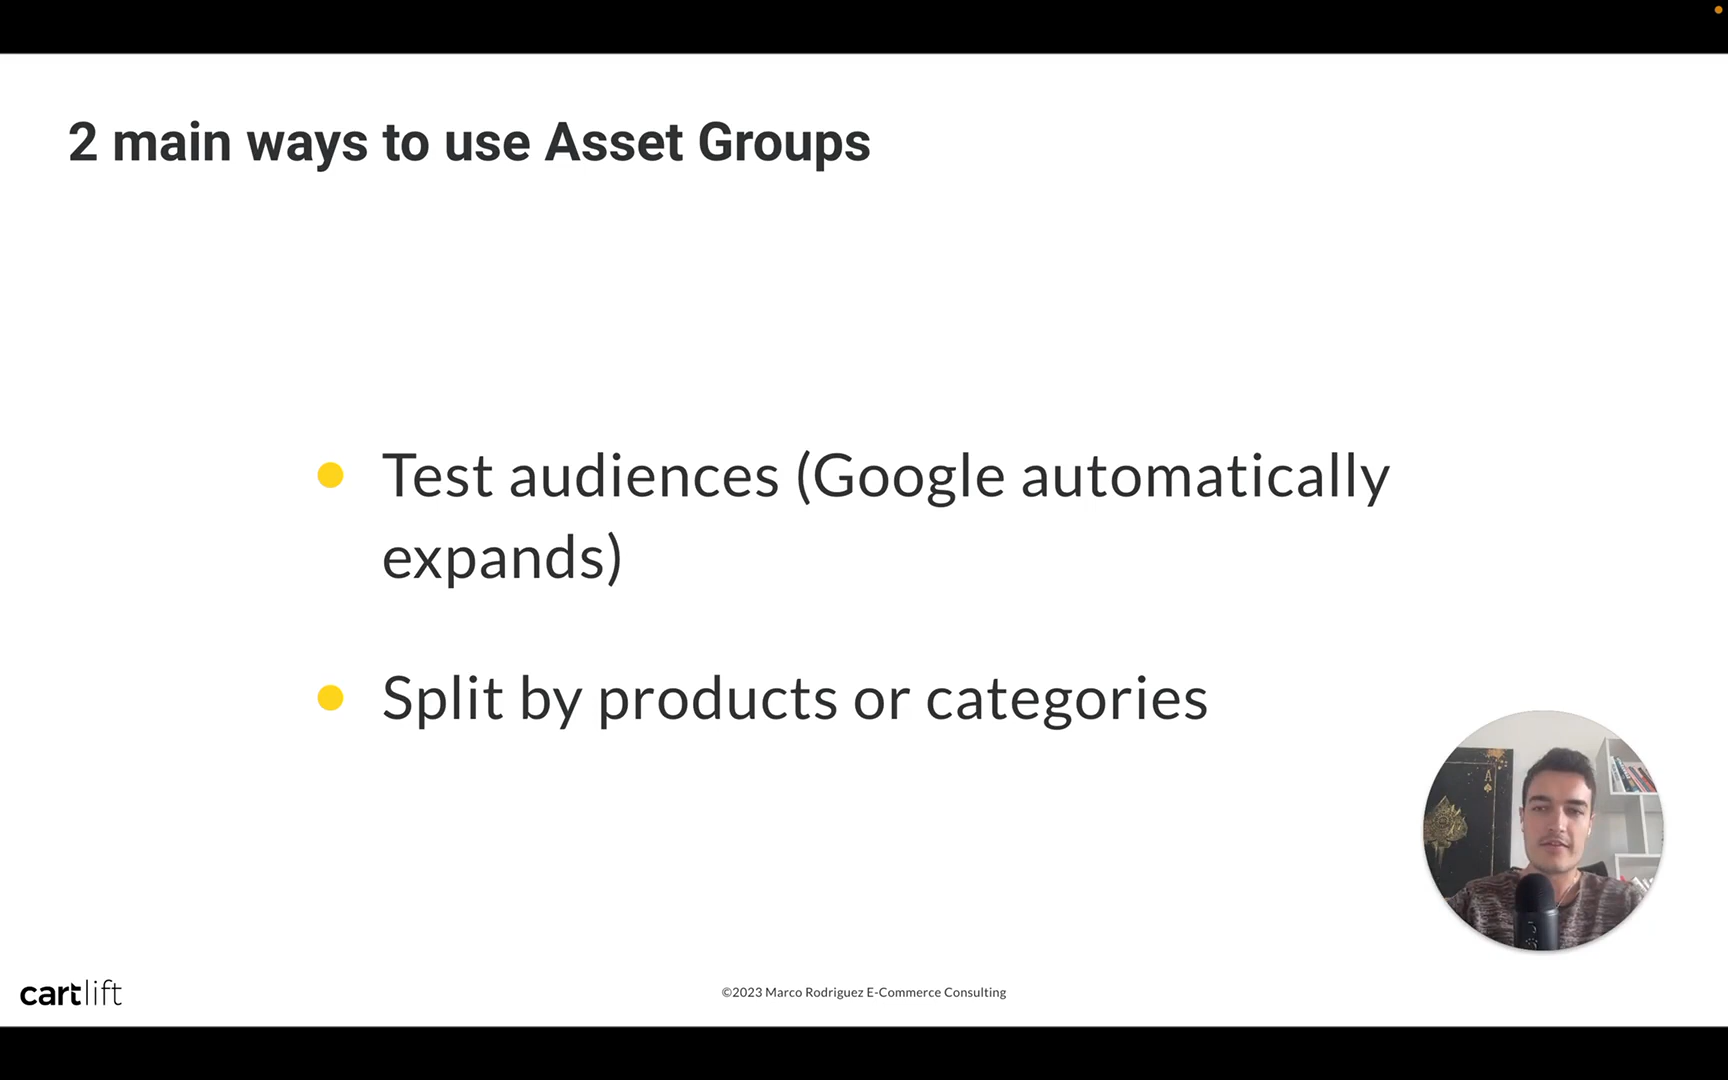 2 main ways to use Asset Groups
Test audiences (Google automatically
expands)
Split by products or categories
A
cartlift
©2023 Marco Rodriguez E-Commerce Consulting